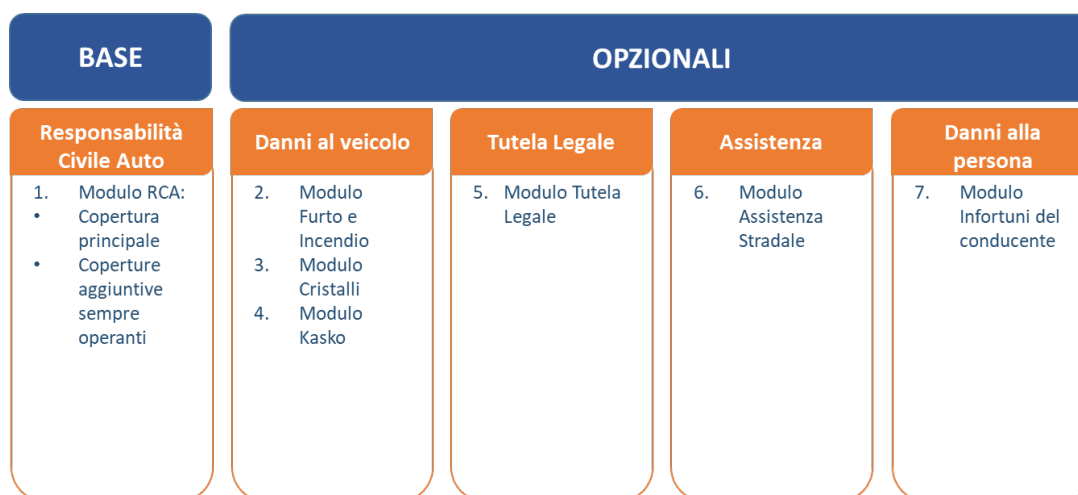 BASE
OPZIONALI
Responsabilità
Civile Auto
1. Modulo RCA:
• Copertura
principale
• Coperture
aggiuntive
sempre
operanti
Danni al veicolo
2. Modulo
Furto e
Incendio
3. Modulo
Cristalli
4. Modulo
Kasko
Tutela Legale
5. Modulo Tutela
Legale
Assistenza
6. Modulo
Assistenza
Stradale
Danni alla
persona
7. Modulo
Infortuni del
conducente